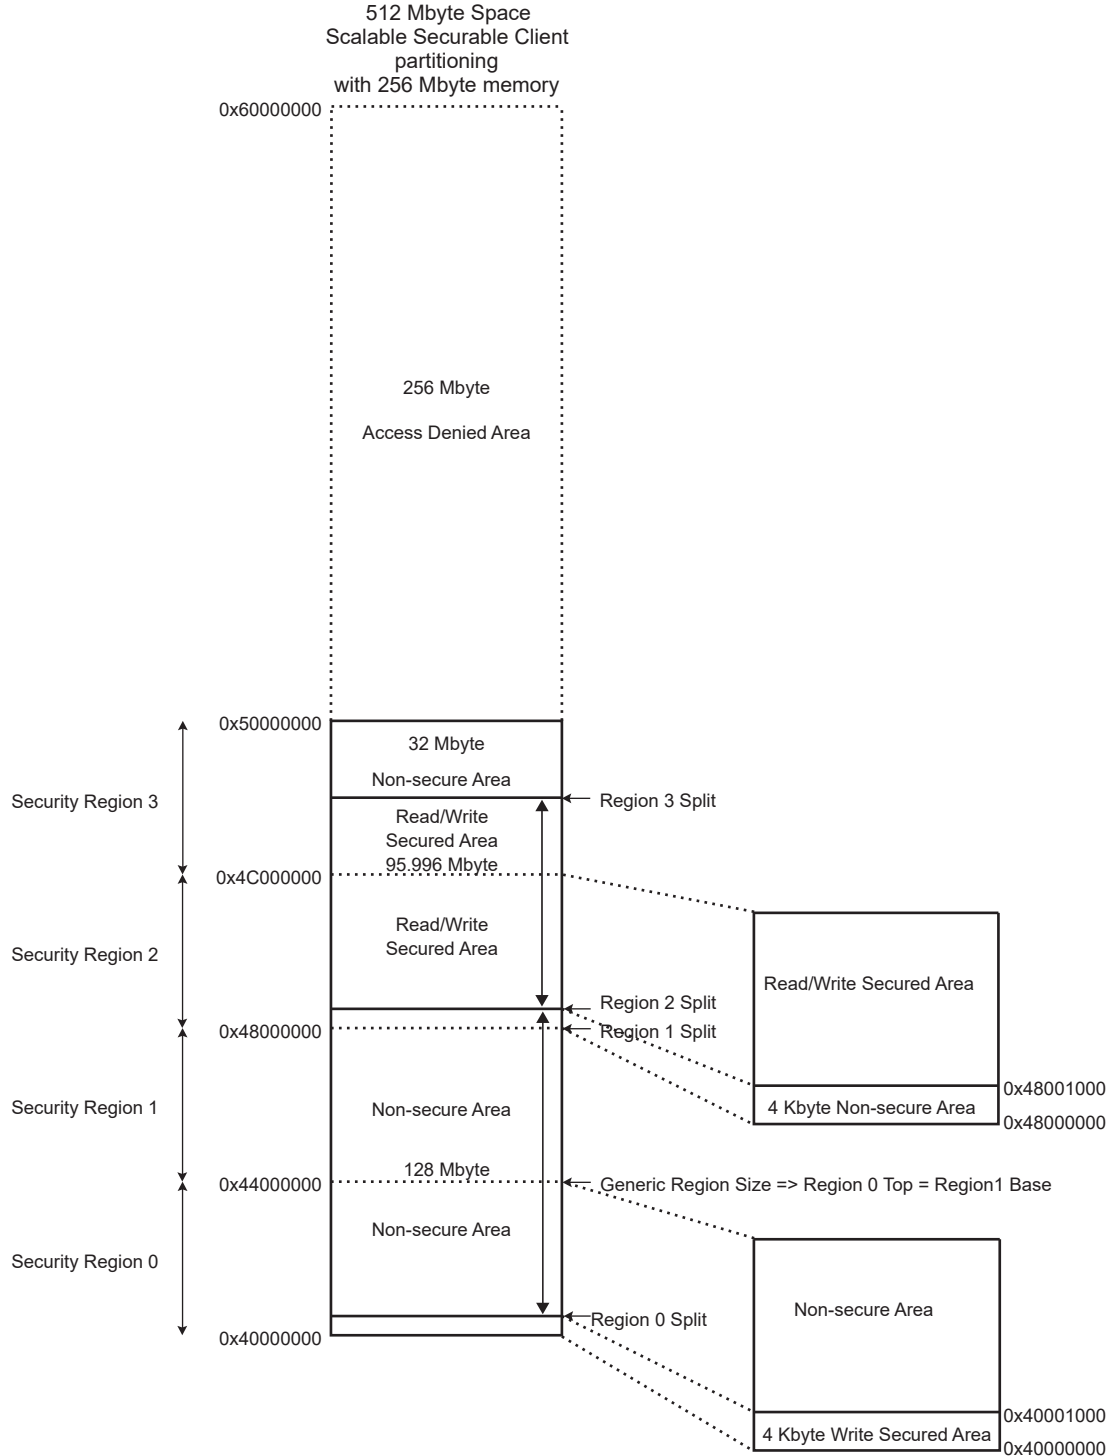 512 Mbyte Space
Scalable Securable Client
partitioning
with 256 Mbyte memory
0x60000000
256 Mbyte
Access Denied Area
0x50000000
32 Mbyte
Non-secure Area
Security Region 3
Region 3 Split
Read/Write
Secured Area
95.996 Mbyte
0x4C000000
Read/Write
Secured Area
Security Region 2
Read/Write Secured Area
Region 2 Split
0x48000000
Region 1 Split
0x48001000
4 Kbyte Non-secure Area
0x48000000
Security Region 1
Non-secure Area
128 Mbyte
0x44000000
Generic Region Size => Region 0 Top = Region1 Base
Non-secure Area
Security Region 0
Non-secure Area
Region 0 Split
0x40000000
0x40001000
4 Kbyte Write Secured Area
0x40000000